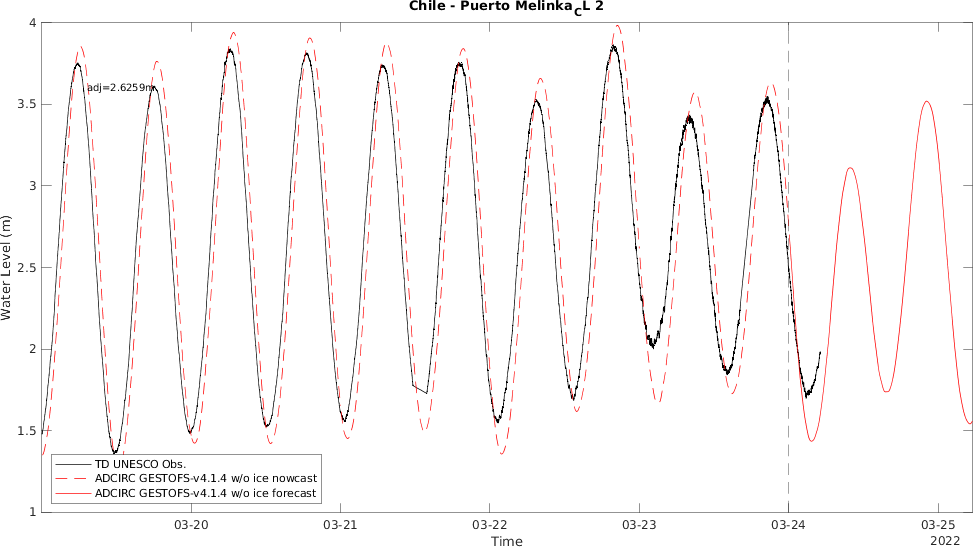 Chile - Puerto Melinka_CL 2
4
3.5
3
2.5
2
1.5
1
Water Level (m)
adj=2.6259m
TD UNESCO Obs.
ADCIRC GESTOFS-v4.1.4 w/o ice nowcast
ADCIRC GESTOFS-v4.1.4 w/o ice forecast
03-20
03-21
03-22
03-23
03-24
03-25
Time
2022